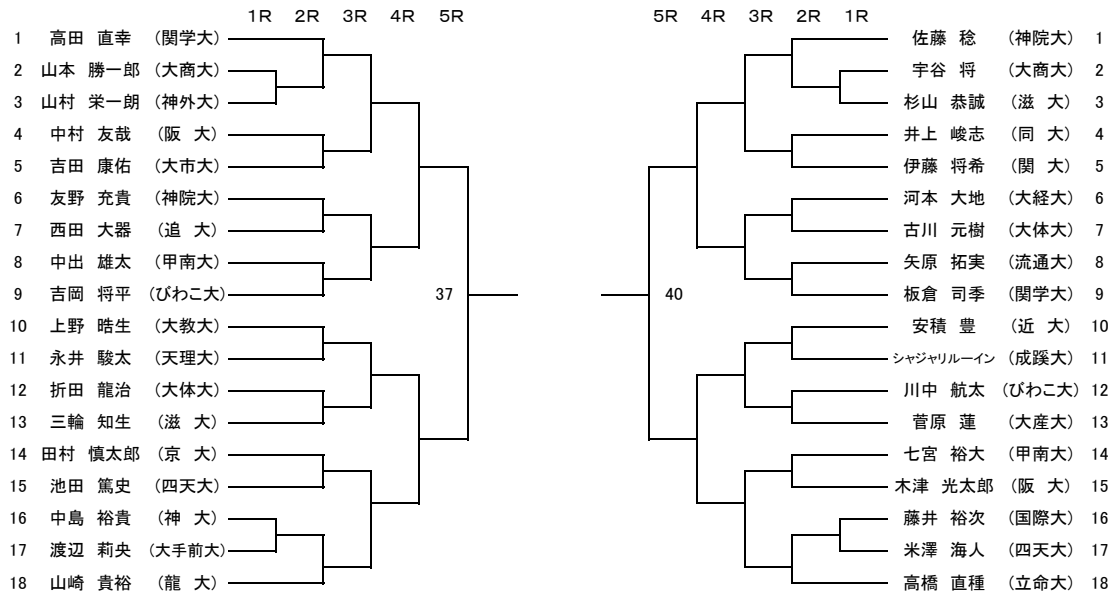 1R 2R 3R 4R 5R
1 高田 直幸 (関学大)
2 山本 勝一郎 (大商大)
3 山村 栄一朗 (神外大)
4 中村 友哉 (阪 大)
5 吉田 康佑 (大市大)
6 友野 充貴 (神院大)
7 西田 大器 (追 大)
8 中出 雄太 (甲南大)
9 吉岡 将平 (びわこ大)
37
10 上野 晧生 (大教大)
11 永井 駿太 (天理大)
12 折田 龍治 (大体大)
13 三輪 知生 (滋 大)
14 田村 慎太郎 (京 大)
15 池田 篤史 (四天大)
16 中島 裕貴 (神 大)
17 渡辺 莉央 (大手前大)
18 山崎 貴裕 (龍 大)
5R 4R 3R 2R 1R
佐藤 稔 (神院大) 1
宇谷 将 (大商大) 2
杉山 恭誠 (滋 大) 3
井上 峻志 (同 大) 4
伊藤 将希 (関 大) 5
河本 大地 (大経大) 6
古川 元樹 (大体大) 7
矢原 拓実 (流通大) 8
板倉 司季 (関学大) 9
40
安積 豊 (近 大) 10
シャジャリルーイン (成蹊大) 11
川中 航太 (びわこ大) 12
菅原 蓮 (大産大) 13
七宮 裕大 (甲南大) 14
木津 光太郎 (阪 大) 15
藤井 裕次 (国際大) 16
米澤 海人 (四天大) 17
高橋 直種 (立命大) 18